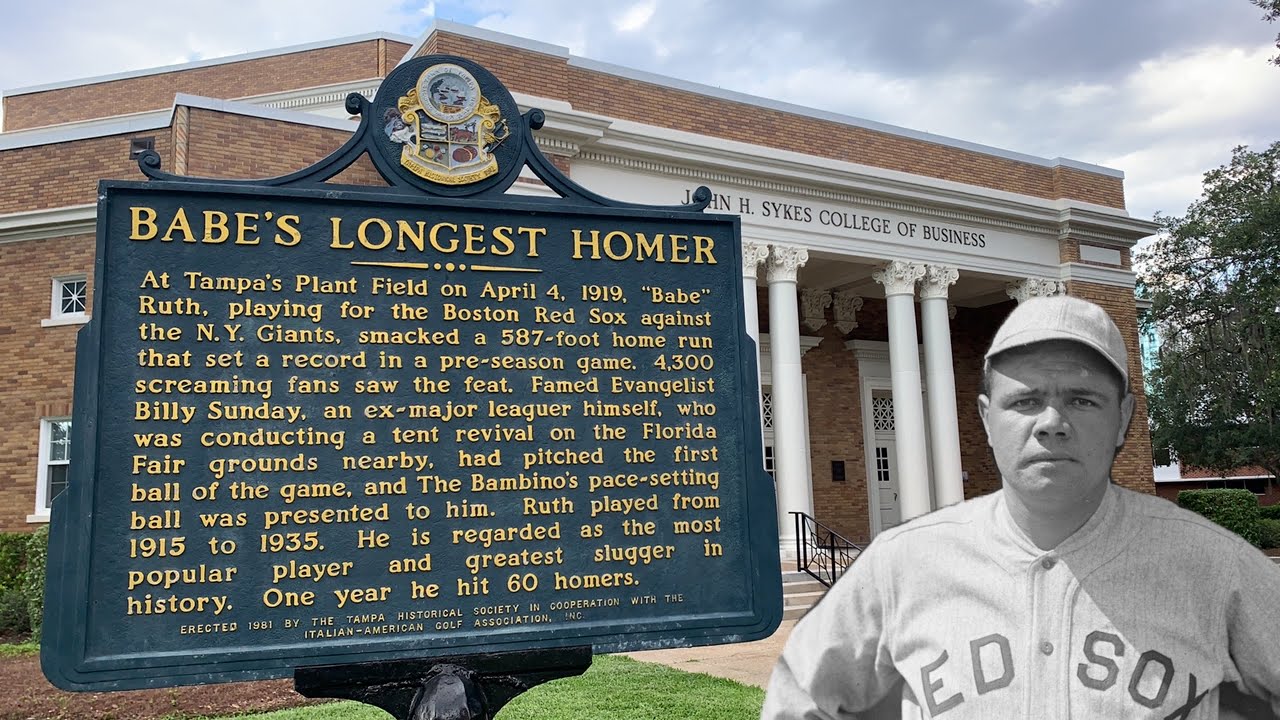 BABE'S LONGEST HOMER
At Tampa's Plant Field on April 4, 1919, "Babe"
Ruth, playing for the Boston Red Sox against
the N.Y. Giants, smacked a 587-foot home run
that set a record in a pre-season game. 4,300
screaming fans saw the feat. Famed Evangelist
Billy Sunday, an ex-major leaguer himself, who
was conducting a tent revival on the Florida
Fair grounds nearby, had pitched the first
ball of the game, and The Bambino's pace-setting
ball was presented to him. Ruth played from
1915 to 1935. He is regarded as the most
popular player and greatest slugger in
history. One year he hit 60 homers.
ERECTED 1981 BY THE TAMPA HISTORICAL SOCIETY IN COOPERATION WITH THE
ITALIAN-AMERICAN GOLF ASSOCIATION, INC.
JOHN H. SYKES COLLEGE OF BUSINESS
RED SOX